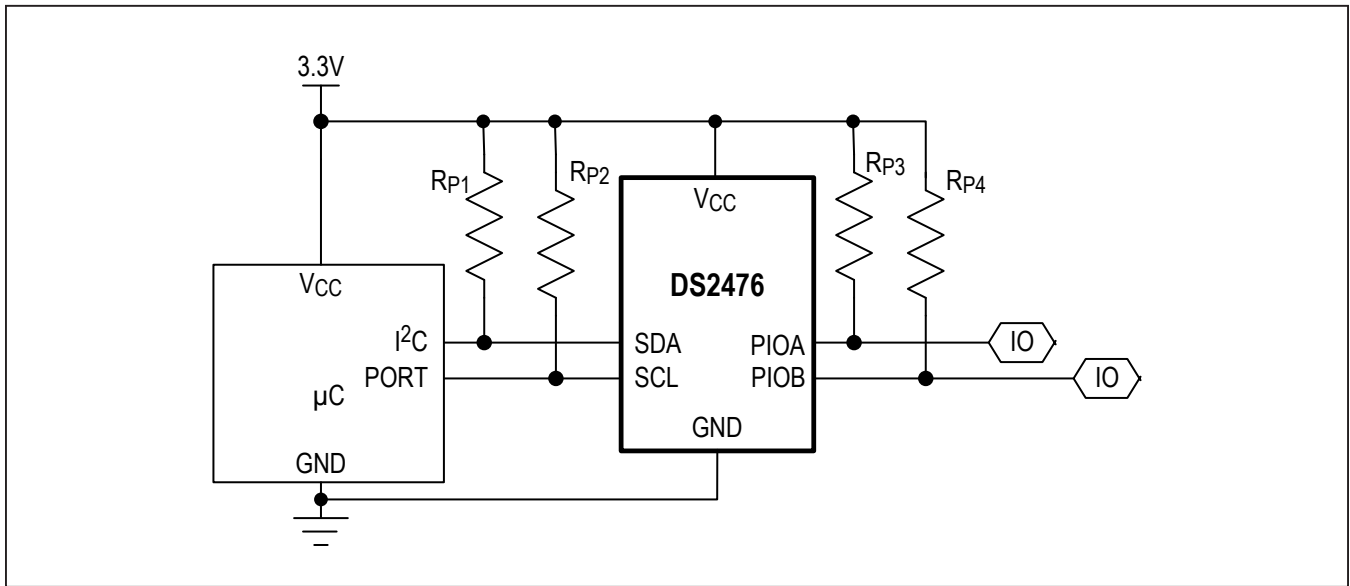 3.3V
RP1
RP2
RP3
RP4
VCC
VCC
DS2476
I²C
PORT
µC
GND
SDA
SCL
PIOA
PIOB
GND
IO
IO